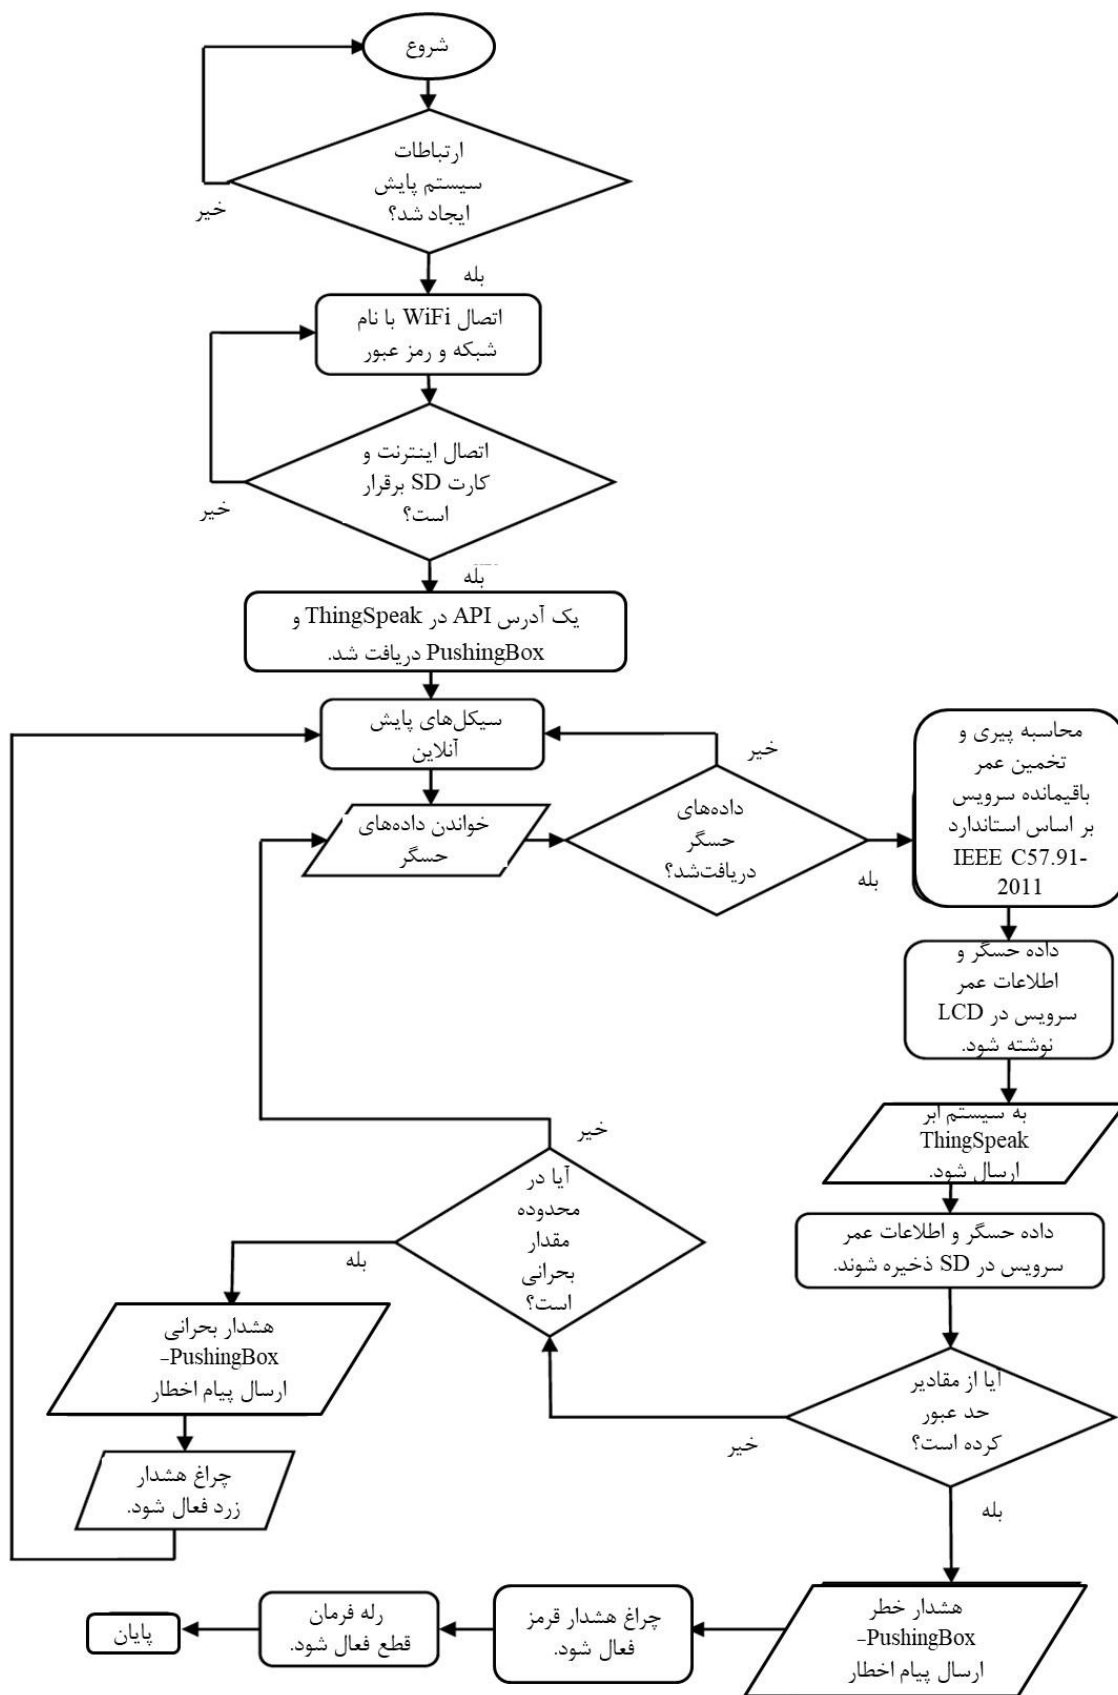 شروع
ارتباطات
سیستم پایش
ایجاد شد؟
خیر
بله
اتصال WiFi با نام
شبکه و رمز عبور
اتصال اینترنت و
کارت SD برقرار
است؟
خیر
بله
یک آدرس API در ThingSpeak و
PushingBox دریافت شد.
سیکل‌های پایش
آنلاین
خواندن داده‌های
حسگر
داده‌های
حسگر
دریافت‌شد؟
خیر
بله
محاسبه پیری و
تخمین عمر
باقیمانده سرویس
بر اساس استاندارد
IEEE C57.91-
2011
داده حسگر و
اطلاعات عمر
سرویس در LCD
نوشته شود.
به سیستم ابر
ThingSpeak
ارسال شود.
داده حسگر و اطلاعات عمر
سرویس در SD ذخیره شوند.
آیا از مقادیر
حد عبور
کرده است؟
خیر
بله
آیا در
محدوده
مقدار
بحرانی
است؟
خیر
بله
هشدار بحرانی
PushingBox-
ارسال پیام اخطار
چراغ هشدار
زرد فعال شود.
هشدار خطر
PushingBox-
ارسال پیام اخطار
چراغ هشدار قرمز
فعال شود.
رله فرمان
قطع فعال شود.
پایان